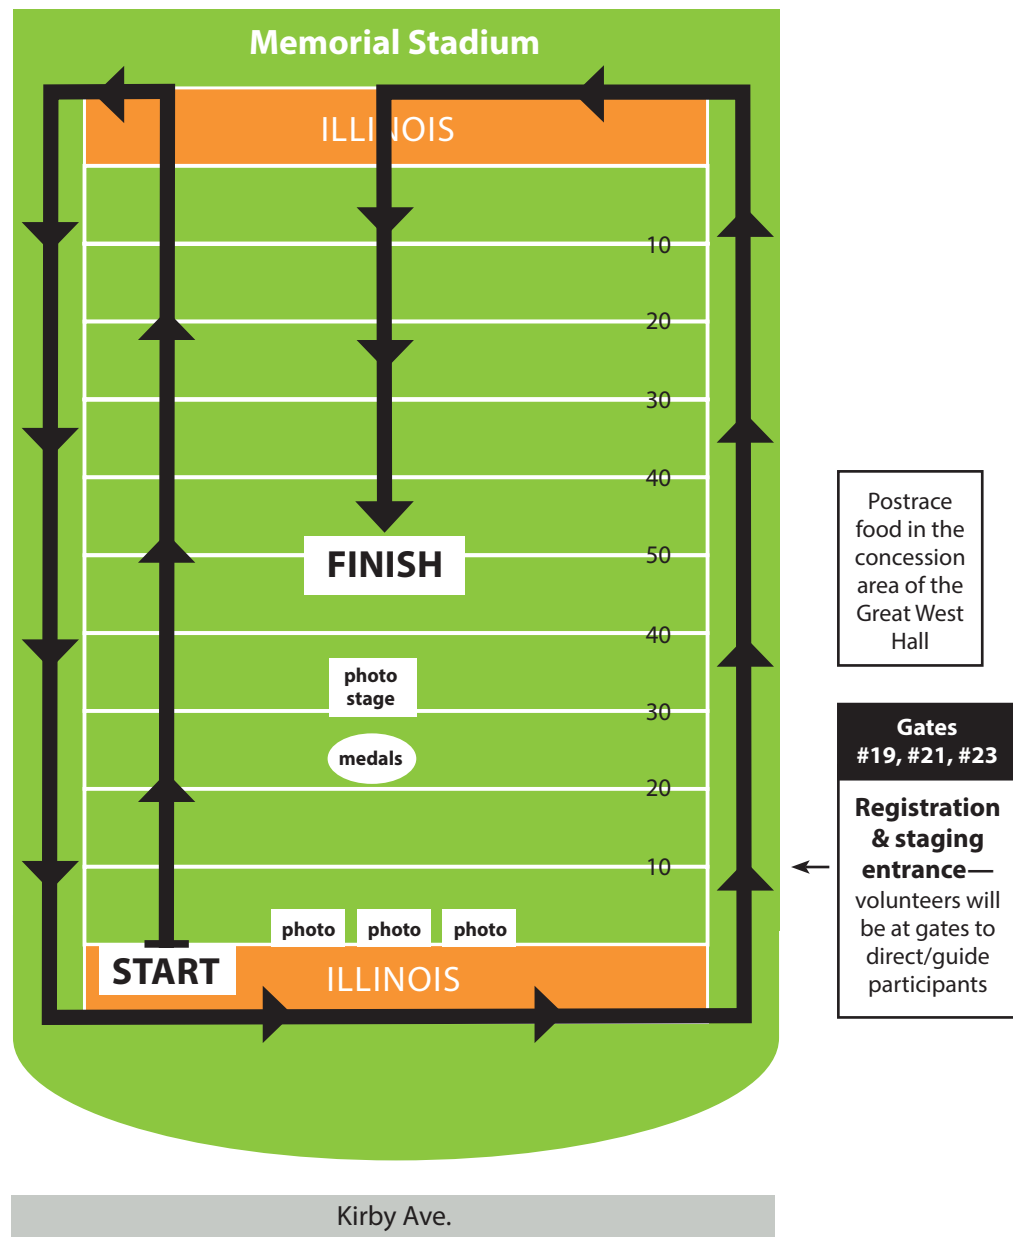 Memorial Stadium
ILLINOIS
10
20
30
40
50
FINISH
40
photo
stage
30
medals
20
10
photo
photo
photo
START
ILLINOIS
Postrace
food in the
concession
area of the
Great West
Hall
Gates
#19, #21, #23
Registration
& staging
entrance—
volunteers will
be at gates to
direct/guide
participants
Kirby Ave.